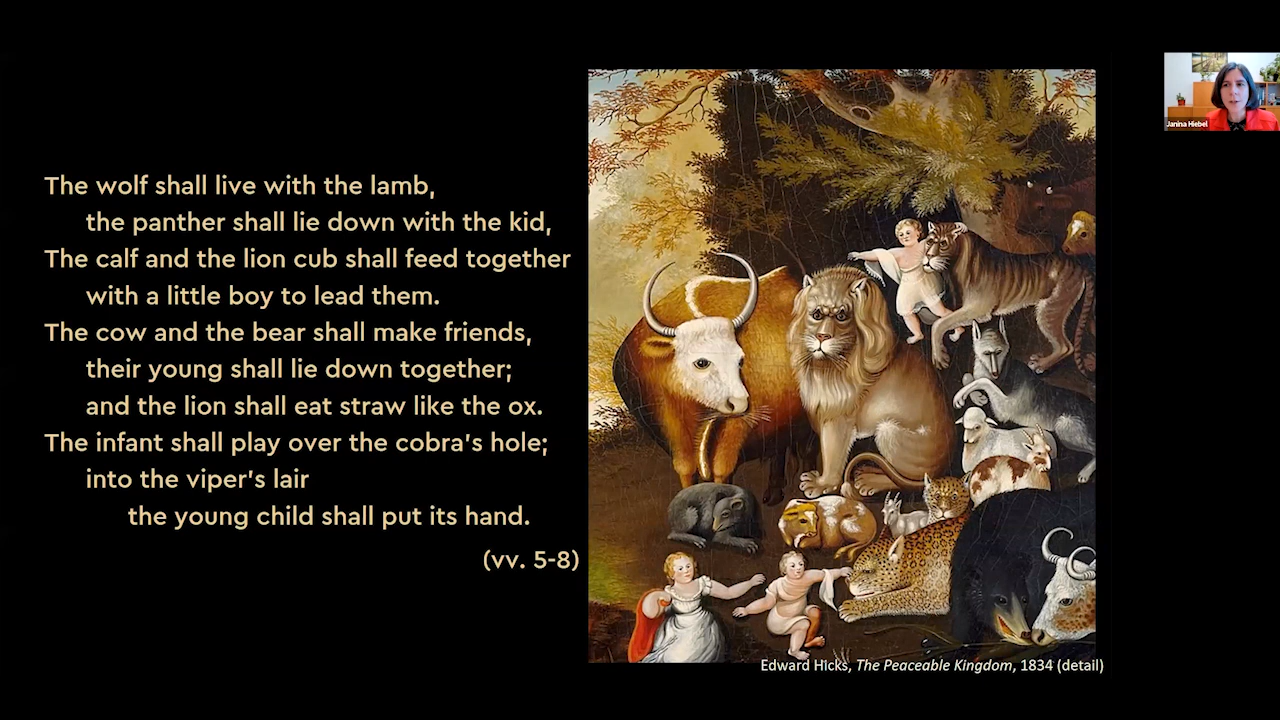 The wolf shall live with the lamb,
the panther shall lie down with the kid,
The calf and the lion cub shall feed together
with a little boy to lead them.
The cow and the bear shall make friends,
their young shall lie down together;
and the lion shall eat straw like the ox.
The infant shall play over the cobra's hole;
into the viper's lair
the young child shall put its hand.
(vv. 5-8)
Edward Hicks, The Peaceable Kingdom, 1834 (detail)
Janina Hiebel